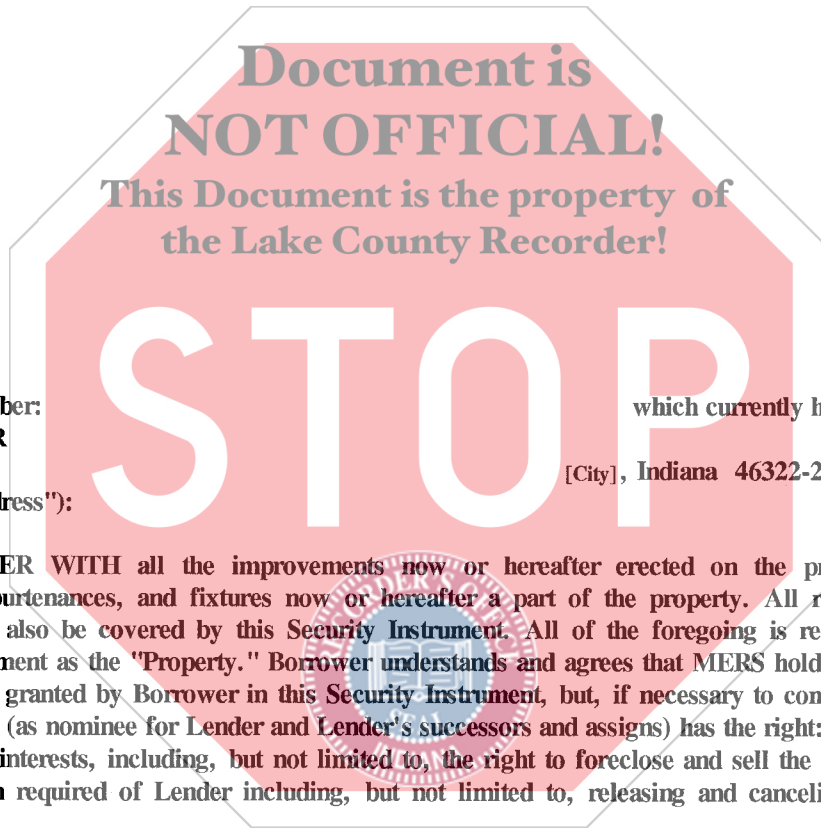 Document is
NOT OFFICIAL!
This Document is the property of
the Lake County Recorder!
STOP
ber: which currently h
R
[City], Indiana 46322-2
ress"):
ER WITH all the improvements now or hereafter erected on the pr
urtenances, and fixtures now or hereafter a part of the property. All r
also be covered by this Security Instrument. All of the foregoing is re
ment as the "Property." Borrower understands and agrees that MERS hold
granted by Borrower in this Security Instrument, but, if necessary to com
(as nominee for Lender and Lender's successors and assigns) has the right:
interests, including, but not limited to, the right to foreclose and sell the
n required of Lender including, but not limited to, releasing and canceli
SEAL